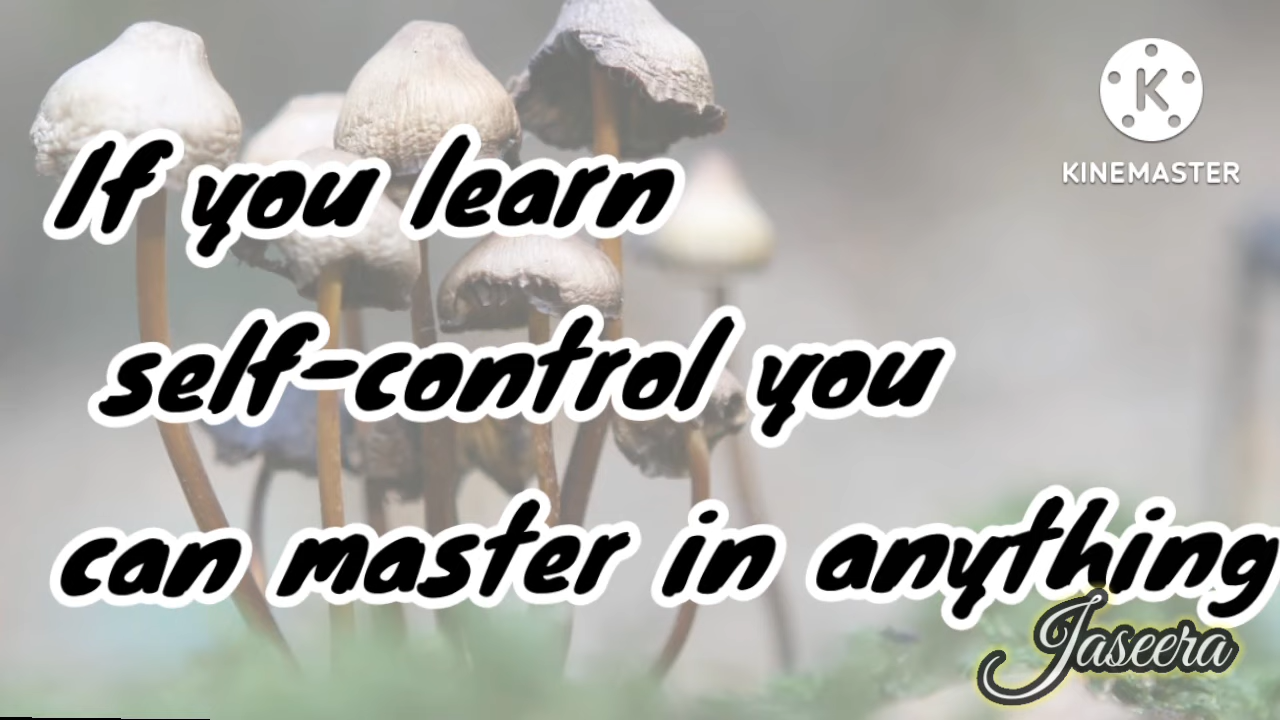 If you learn
self-control you
can master in anything
Jaseera
KINEMASTER